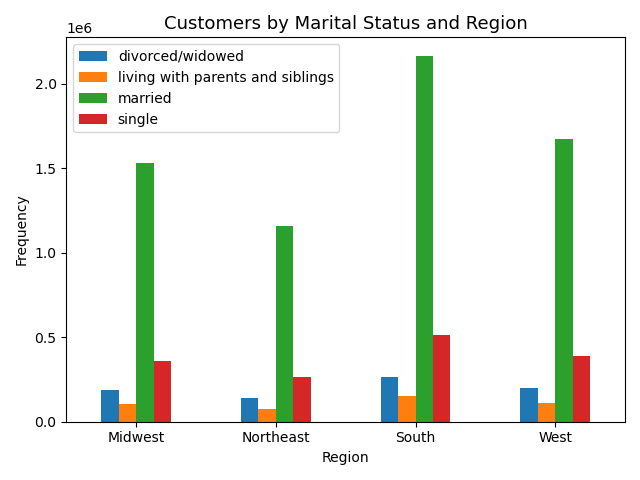 Customers by Marital Status and Region
1e6
divorced/widowed
living with parents and siblings
married
single
2.0
1.5
1.0
0.5
0.0
Frequency
Midwest Northeast South West
Region